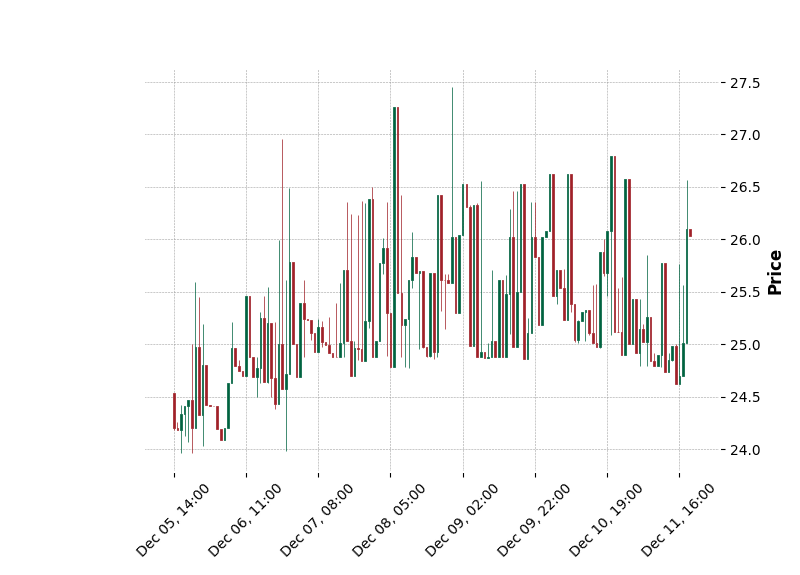 27.5
27.0
26.5
26.0
25.5
25.0
24.5
24.0
Price
Dec 05, 14:00
Dec 06, 11:00
Dec 07, 08:00
Dec 08, 05:00
Dec 09, 02:00
Dec 09, 22:00
Dec 10, 19:00
Dec 11, 16:00